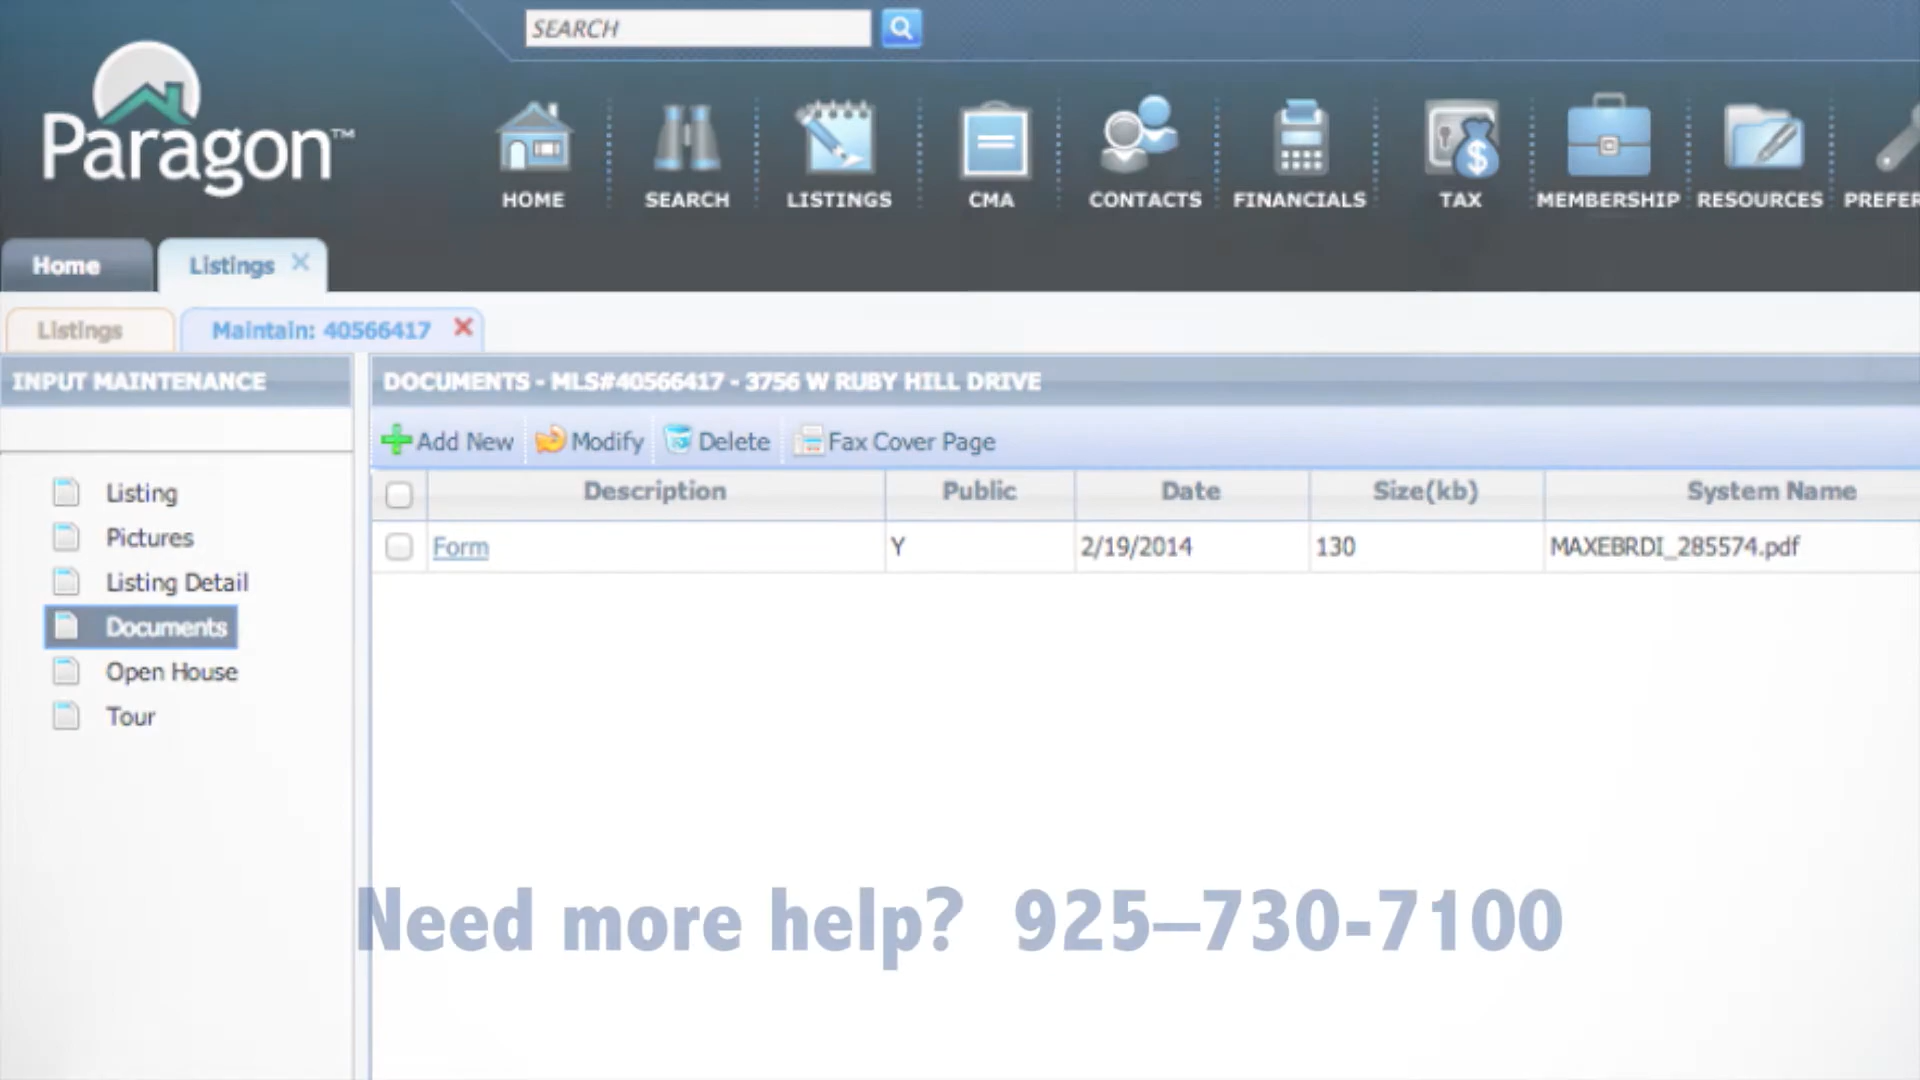 SEARCH
Paragon™
HOME
SEARCH
LISTINGS
CMA
CONTACTS
FINANCIALS
TAX
MEMBERSHIP
RESOURCES
PREFER
Home
Listings
Listings
Maintain: 40566417
INPUT MAINTENANCE
DOCUMENTS - MLS#40566417 - 3756 W RUBY HILL DRIVE
Add New
Modify
Delete
Fax Cover Page
Description
Public
Date
Size(kb)
System Name
Form
Y
2/19/2014
130
MAXEBRDI_285574.pdf
Listing
Pictures
Listing Detail
Documents
Open House
Tour
Need more help? 925–730-7100